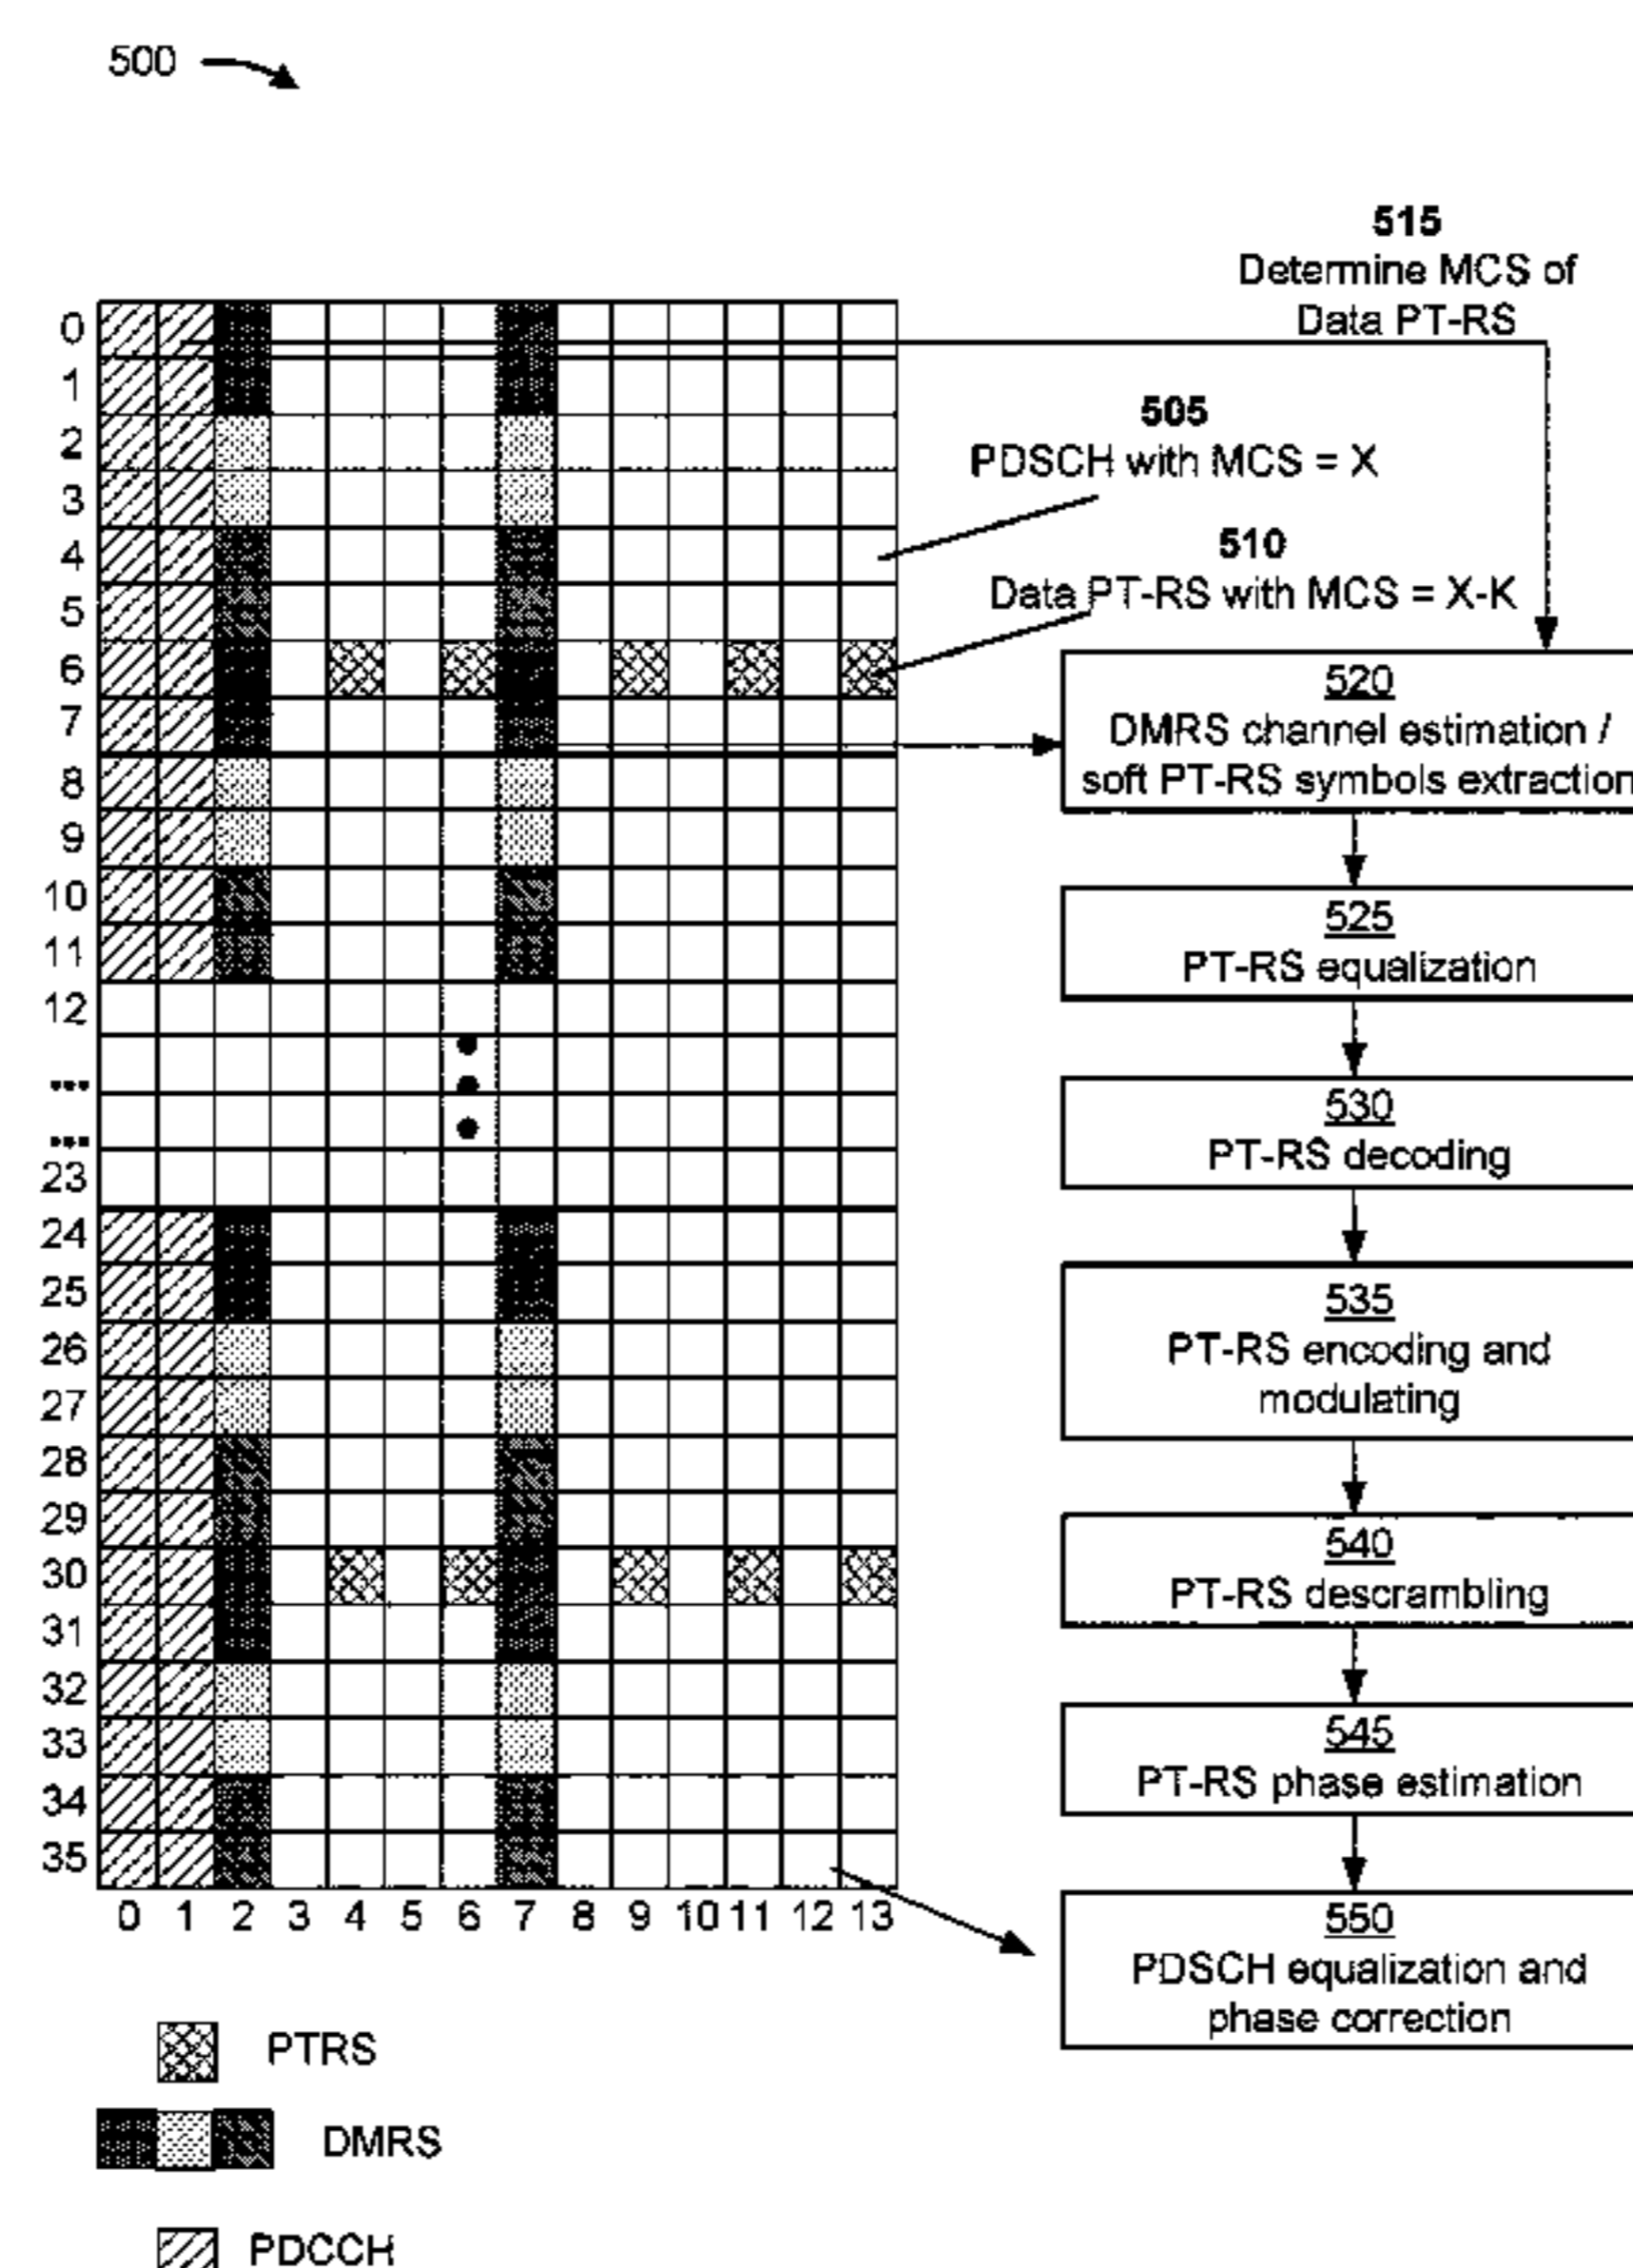 500
515
Determine MCS of
Data PT-RS
505
PDSCH with MCS = X
510
Data PT-RS with MCS = X-K
0
1
2
3
4
5
6
7
8
9
10
11
12
...
...
23
24
25
26
27
28
29
30
31
32
33
34
35
0 1 2 3 4 5 6 7 8 9 10 11 12 13
520
DMRS channel estimation /
soft PT-RS symbols extraction
525
PT-RS equalization
530
PT-RS decoding
535
PT-RS encoding and
modulating
540
PT-RS descrambling
545
PT-RS phase estimation
550
PDSCH equalization and
phase correction
PTRS
DMRS
PDCCH